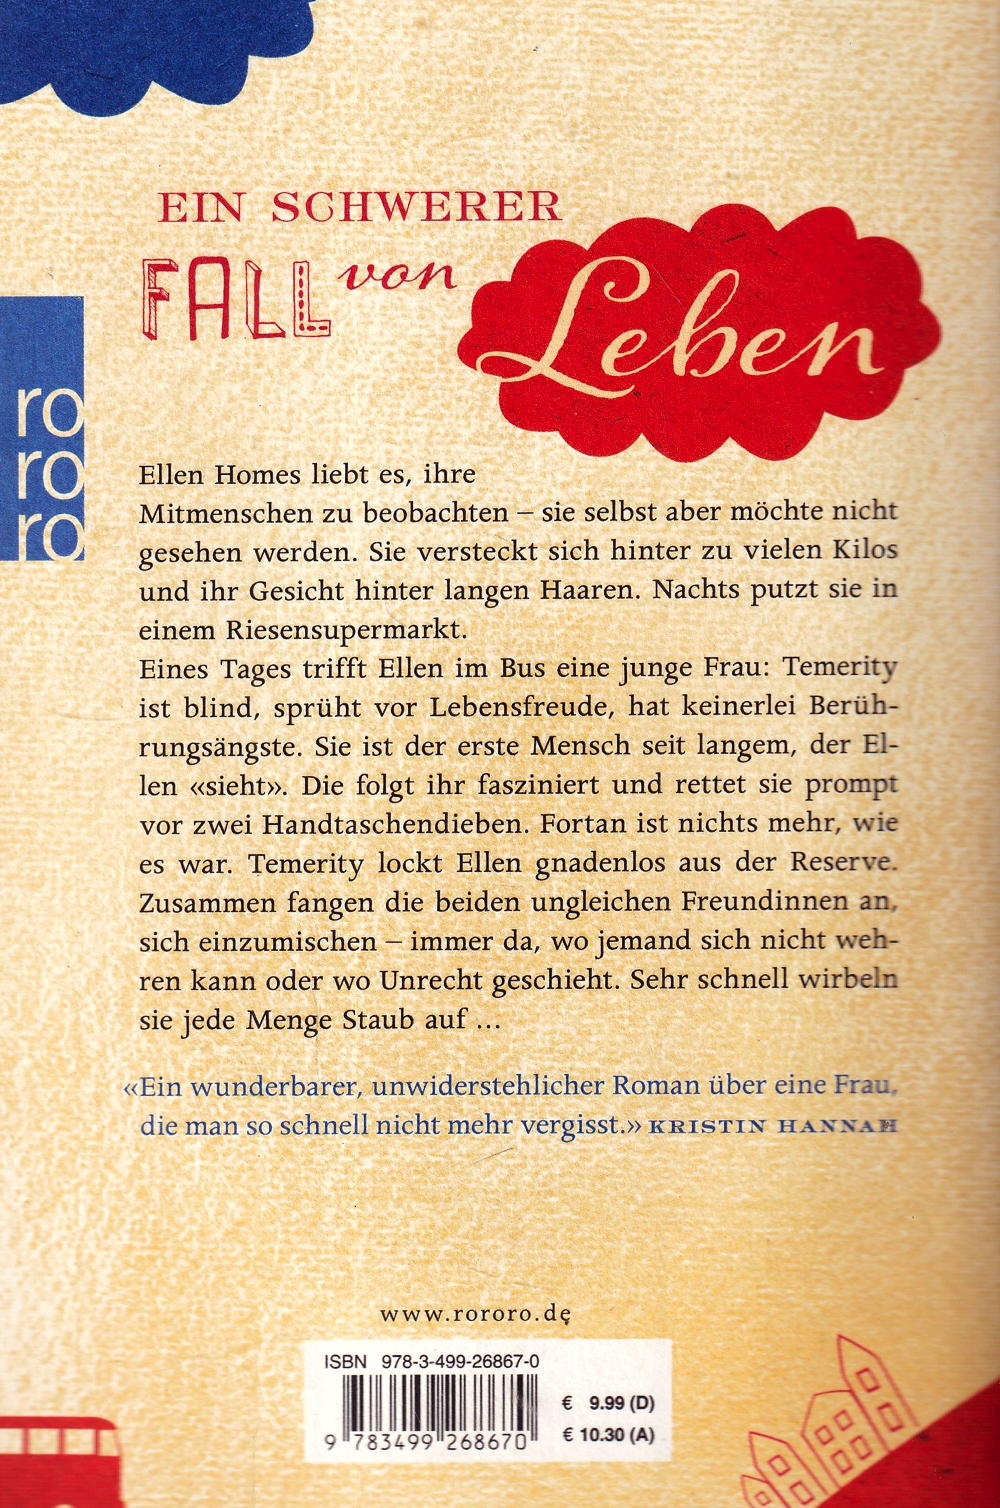 EIN SCHWERER
FALL von
Leben
ro
ro
ro
Ellen Homes liebt es, ihre
Mitmenschen zu beobachten – sie selbst aber möchte nicht
gesehen werden. Sie versteckt sich hinter zu vielen Kilos
und ihr Gesicht hinter langen Haaren. Nachts putzt sie in
einem Riesensupermarkt.
Eines Tages trifft Ellen im Bus eine junge Frau: Temerity
ist blind, sprüht vor Lebensfreude, hat keinerlei Berüh-
rungsängste. Sie ist der erste Mensch seit langem, der El-
len «sieht». Die folgt ihr fasziniert und rettet sie prompt
vor zwei Handtaschendieben. Fortan ist nichts mehr, wie
es war. Temerity lockt Ellen gnadenlos aus der Reserve.
Zusammen fangen die beiden ungleichen Freundinnen an,
sich einzumischen – immer da, wo jemand sich nicht weh-
ren kann oder wo Unrecht geschieht. Sehr schnell wirbeln
sie jede Menge Staub auf ...
«Ein wunderbarer, unwiderstehlicher Roman über eine Frau,
die man so schnell nicht mehr vergisst.» KRISTIN HANNAH
www.rororo.de
ISBN 978-3-499-26867-0
€ 9.99 (D)
€ 10.30 (A)
9 783499 268670